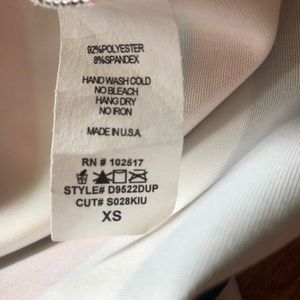 92%POLYESTER
8%SPANDEX
HAND WASH COLD
NO BLEACH
HANG DRY
NO IRON
MADE IN U.S.A.
RN # 102517
STYLE# D9522DUP
CUT# S028KIU
XS